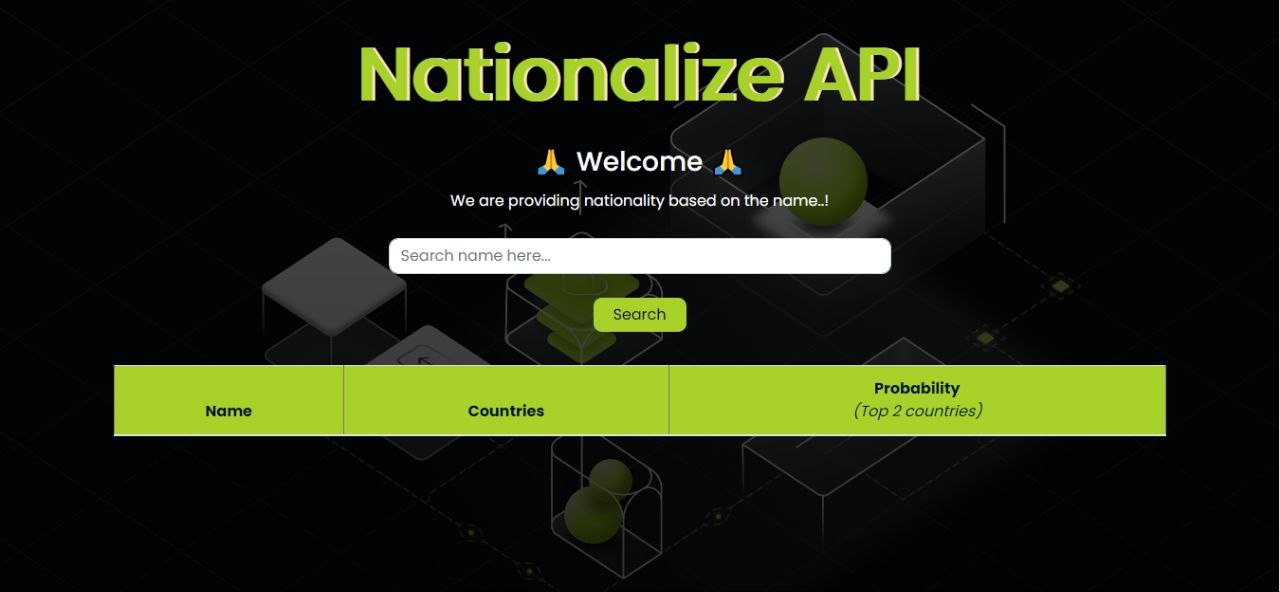 Nationalize API
🙏 Welcome 🙏
We are providing nationality based on the name..!
Search name here...
Search
Name
Countries
Probability
(Top 2 countries)